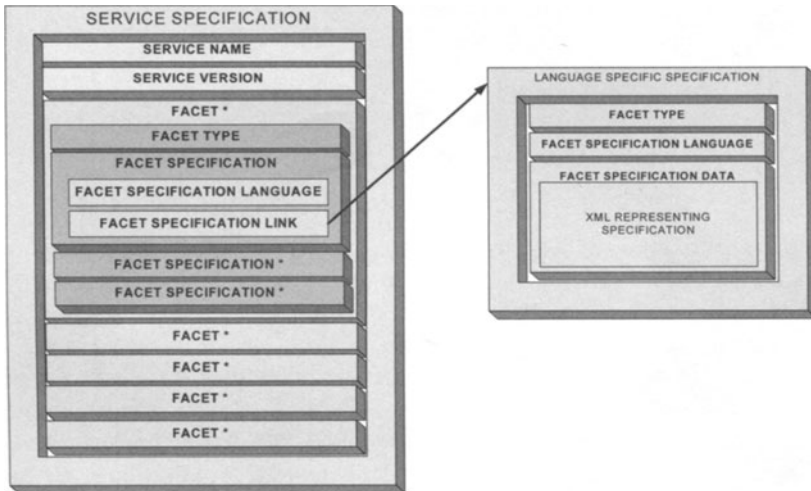 SERVICE SPECIFICATION
SERVICE NAME
SERVICE VERSION
FACET *
FACET TYPE
FACET SPECIFICATION
FACET SPECIFICATION LANGUAGE
FACET SPECIFICATION LINK
FACET SPECIFICATION *
FACET SPECIFICATION *
FACET *
FACET *
FACET *
FACET *
LANGUAGE SPECIFIC SPECIFICATION
FACET TYPE
FACET SPECIFICATION LANGUAGE
FACET SPECIFICATION DATA
XML REPRESENTING
SPECIFICATION